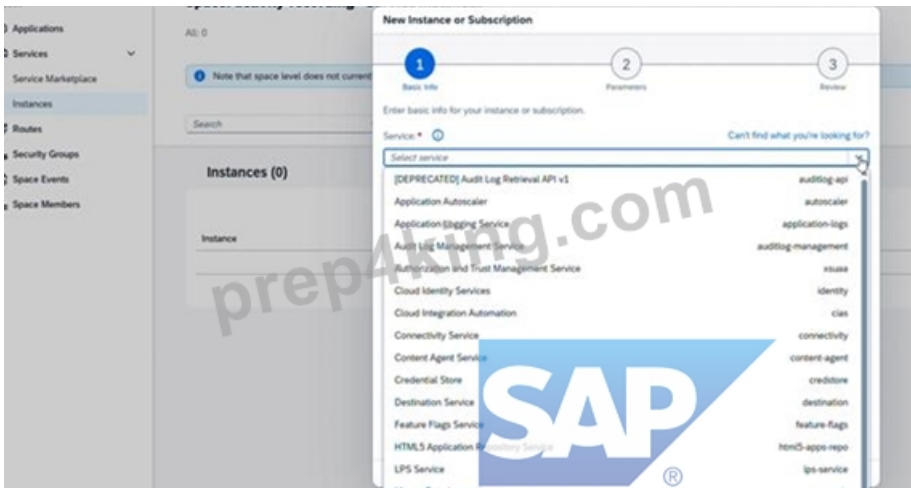 Applications
Services
Service Marketplace
Instances
Routes
Security Groups
Space Events
Space Members
All: 0
Note that space level does not current
Search
Instances (0)
Instance
New Instance or Subscription
1
2
3
Basic Info
Parameters
Review
Enter basic info for your instance or subscription.
Service: *
Can't find what you're looking for?
Select service
[DEPRECATED] Audit Log Retrieval API v1 auditlog-api
Application Autoscaler autoscaler
Application Logging Service application-logs
Audit Log Management Service auditlog-management
Authorization and Trust Management Service xsuaa
Cloud Identity Services identity
Cloud Integration Automation cias
Connectivity Service connectivity
Content Agent Service content-agent
Credential Store credstore
Destination Service destination
Feature Flags Service feature-flags
HTML5 Application Repository Service html5-apps-repo
LPS Service lps-service
prep4king.com
SAP
®